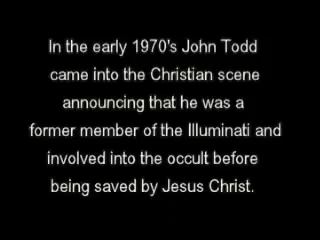 In the early 1970's John Todd
came into the Christian scene
announcing that he was a
former member of the Illuminati and
involved into the occult before
being saved by Jesus Christ.